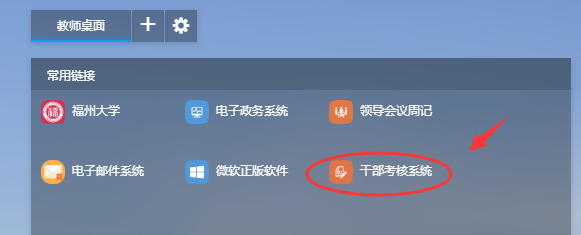 教师桌面
常用链接
福州大学 电子政务系统 领导会议周记
电子邮件系统 微软正版软件 干部考核系统